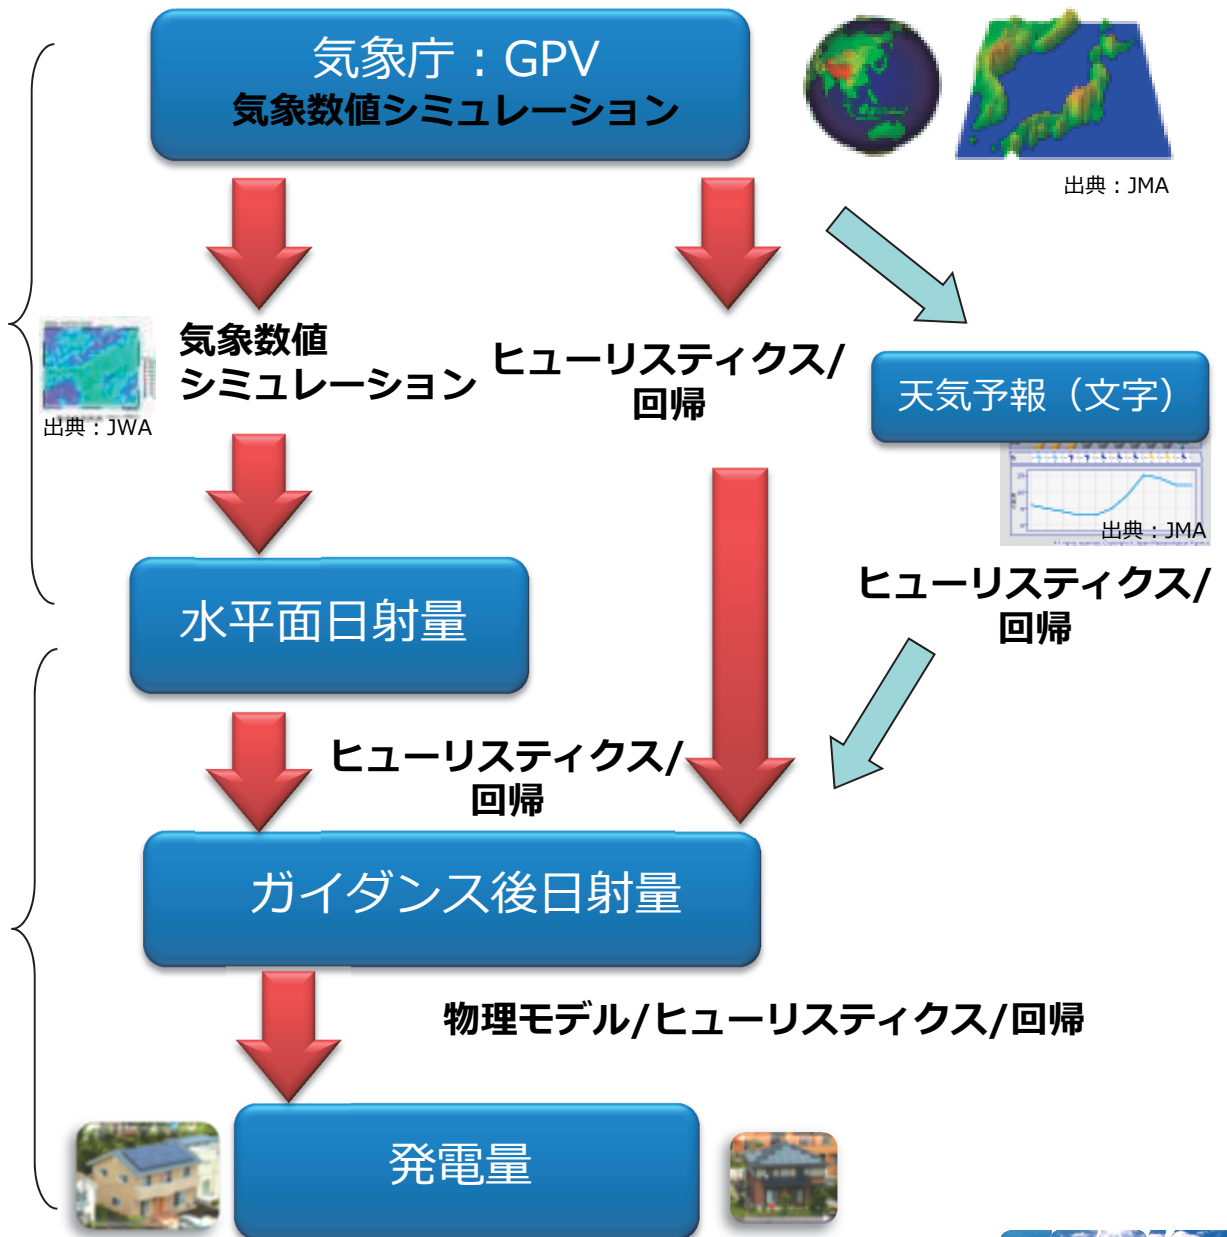 気象庁：GPV
気象数値シミュレーション
出典：JMA
気象数値
シミュレーション
出典：JWA
ヒューリスティクス/
回帰
天気予報（文字）
出典：JMA
ヒューリスティクス/
回帰
水平面日射量
ヒューリスティクス/
回帰
ガイダンス後日射量
物理モデル/ヒューリスティクス/回帰
発電量